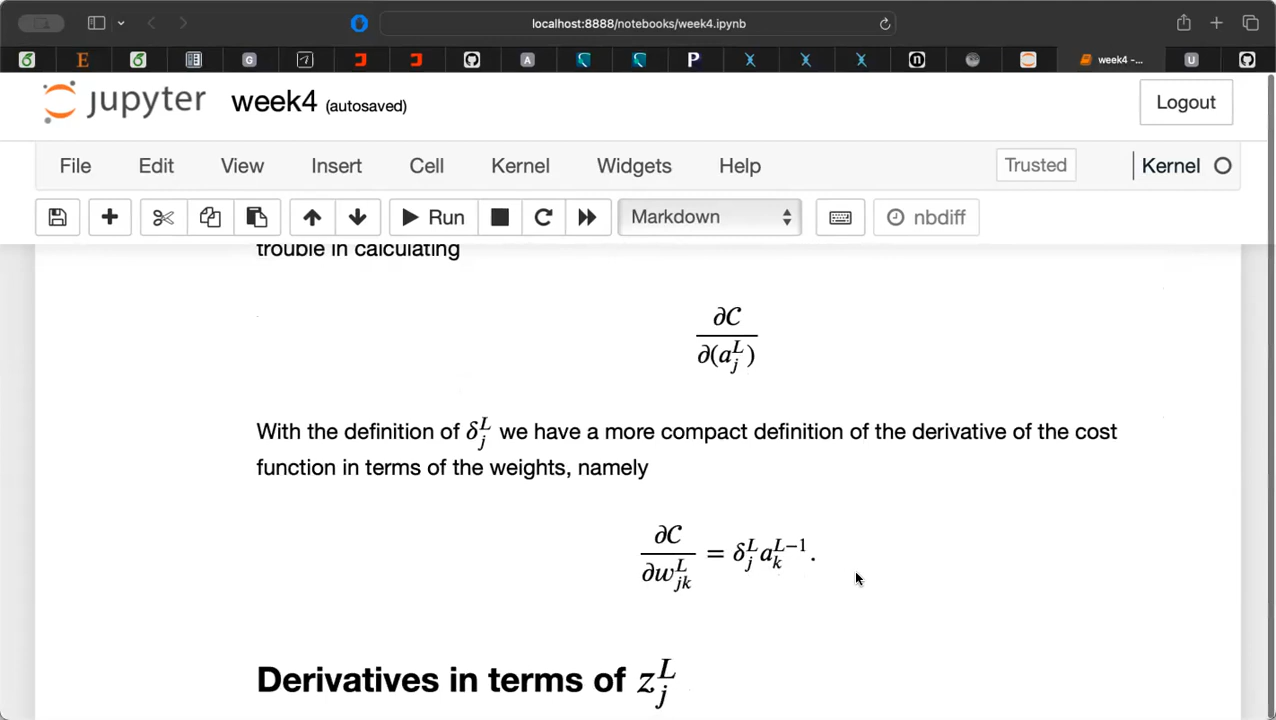 localhost:8888/notebooks/week4.ipynb
E
G
A
P
n
week4 -...
U
jupyter week4 (autosaved)
Logout
File Edit View Insert Cell Kernel Widgets Help
Trusted
Kernel
Run
Markdown
nbdiff
trouble in calculating
∂C
∂(a_j^L)
With the definition of δ_j^L we have a more compact definition of the derivative of the cost
function in terms of the weights, namely
∂C/∂w_{jk}^L = δ_j^L a_k^{L−1}.
Derivatives in terms of z_j^L